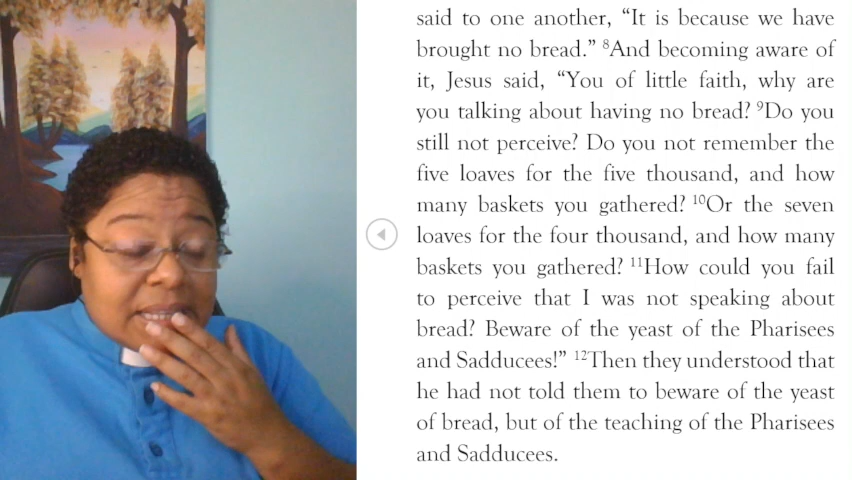 said to one another, “It is because we have
brought no bread.” ⁸And becoming aware of
it, Jesus said, “You of little faith, why are
you talking about having no bread? ⁹Do you
still not perceive? Do you not remember the
five loaves for the five thousand, and how
many baskets you gathered? ¹⁰Or the seven
loaves for the four thousand, and how many
baskets you gathered? ¹¹How could you fail
to perceive that I was not speaking about
bread? Beware of the yeast of the Pharisees
and Sadducees!” ¹²Then they understood that
he had not told them to beware of the yeast
of bread, but of the teaching of the Pharisees
and Sadducees.